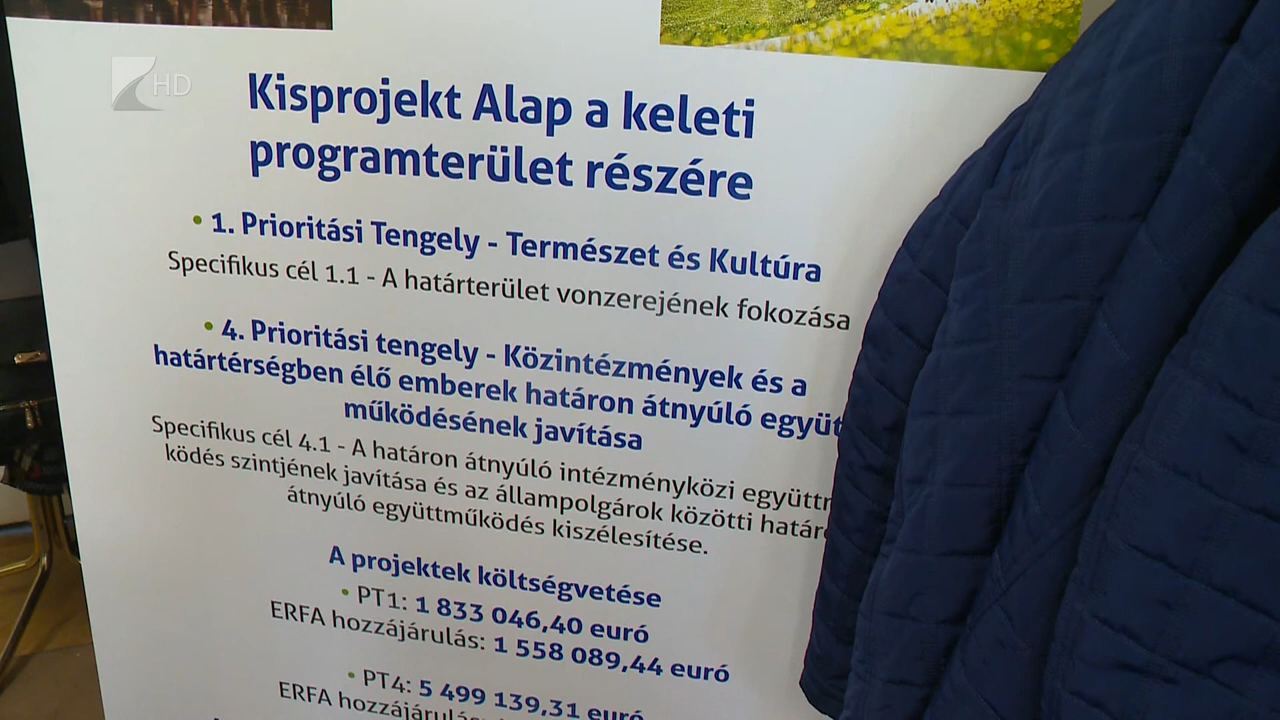 HD
Kisprojekt Alap a keleti
programterület részére
• 1. Prioritási Tengely - Természet és Kultúra
Specifikus cél 1.1 - A határterület vonzerejének fokozása
• 4. Prioritási tengely - Közintézmények és a
határtérségben élő emberek határon átnyúló együt
működésének javítása
Specifikus cél 4.1 - A határon átnyúló intézményközi
ködés szintjének javítása és az állampolgárok közötti
átnyúló együttműködés kiszélesítése.
A projektek költségvetése
• PT1: 1 833 046,40 euró
ERFA hozzájárulás: 1 558 089,44 euró
• PT4: 5 499 139,31 euró
ERFA